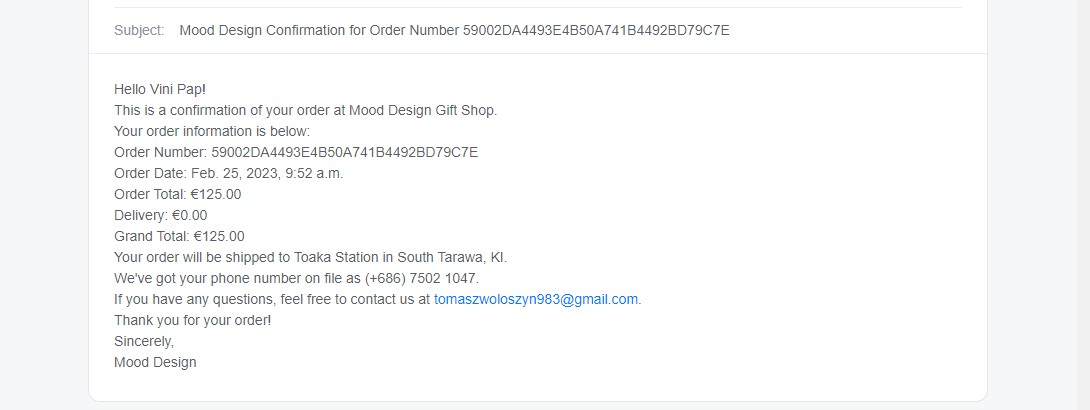 Subject: Mood Design Confirmation for Order Number 59002DA4493E4B50A741B4492BD79C7E
Hello Vini Pap!
This is a confirmation of your order at Mood Design Gift Shop.
Your order information is below:
Order Number: 59002DA4493E4B50A741B4492BD79C7E
Order Date: Feb. 25, 2023, 9:52 a.m.
Order Total: €125.00
Delivery: €0.00
Grand Total: €125.00
Your order will be shipped to Toaka Station in South Tarawa, KI.
We've got your phone number on file as (+686) 7502 1047.
If you have any questions, feel free to contact us at tomaszwoloszyn983@gmail.com.
Thank you for your order!
Sincerely,
Mood Design